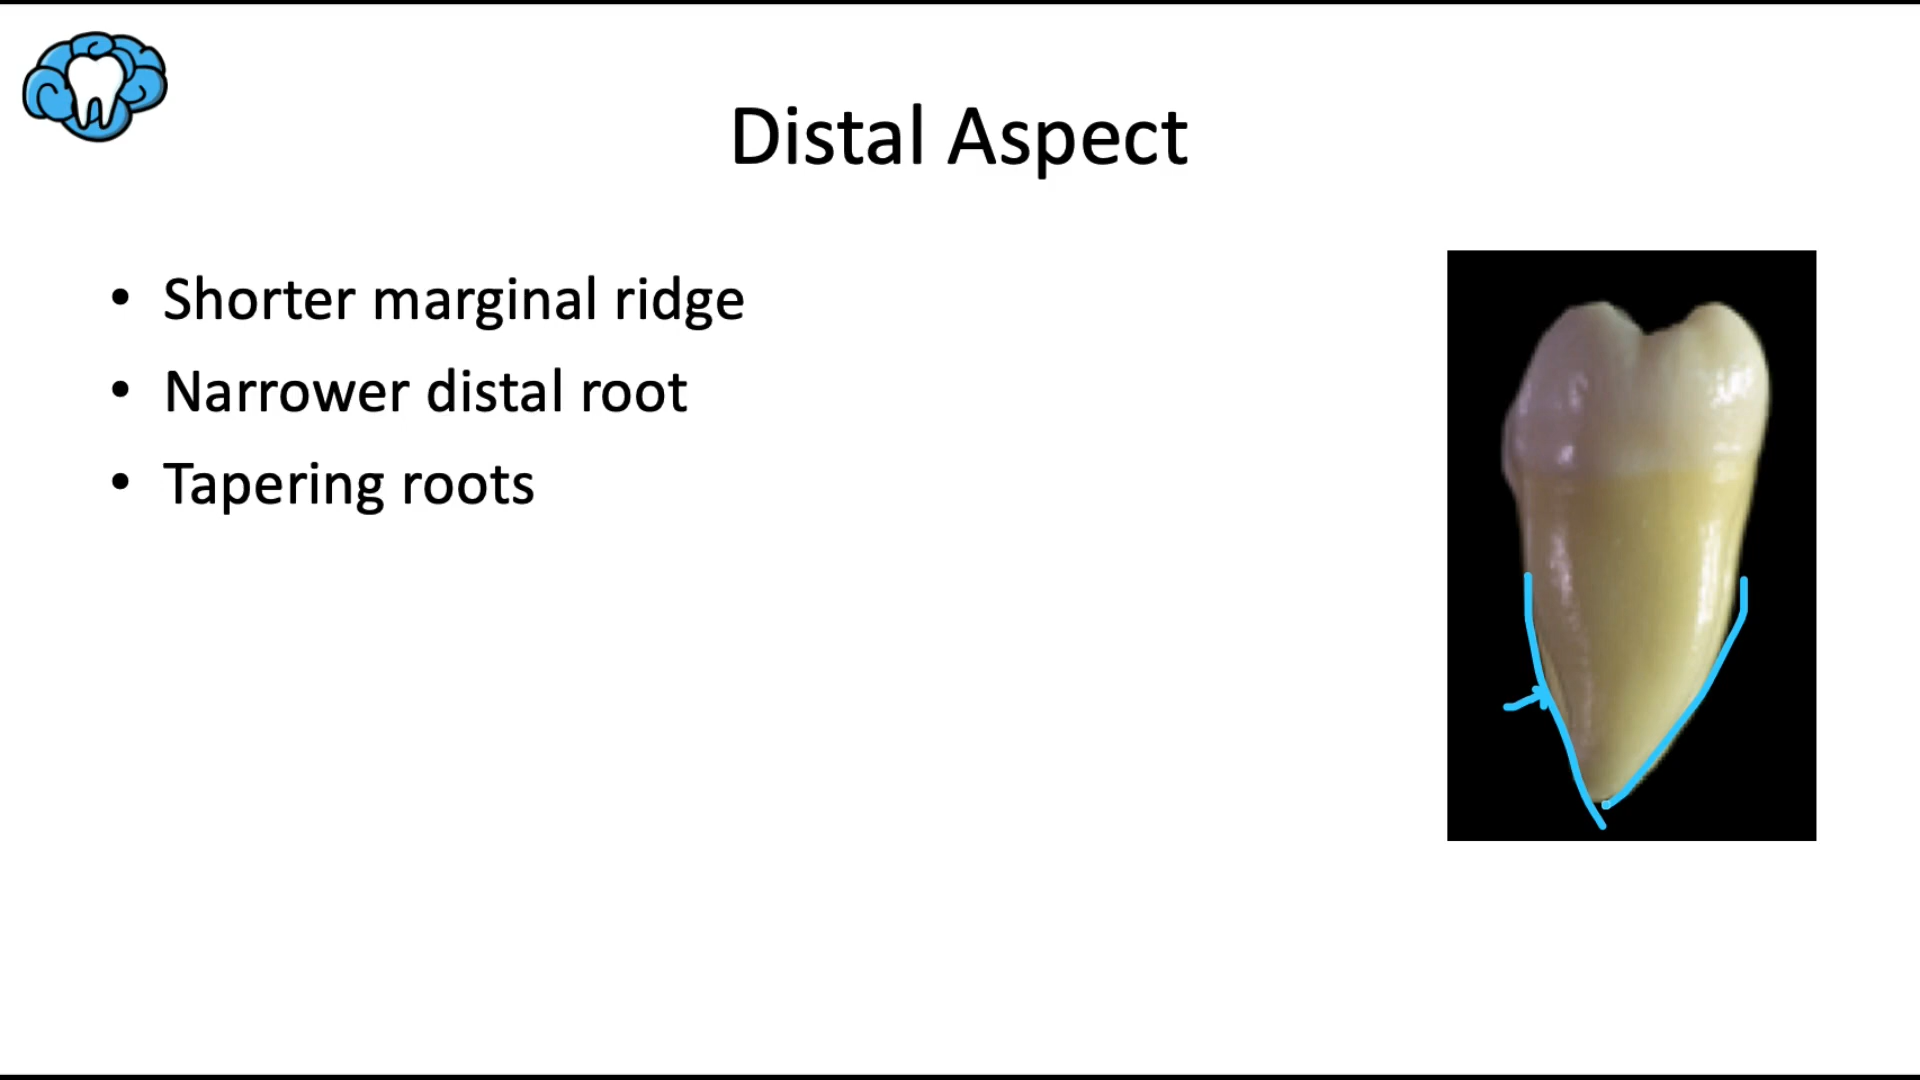 Distal Aspect
• Shorter marginal ridge
• Narrower distal root
• Tapering roots